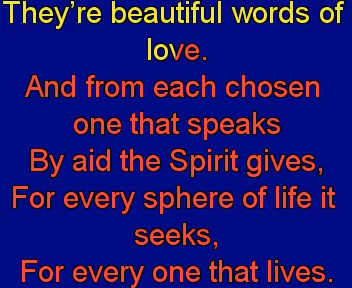 They're beautiful words of
love.
And from each chosen
one that speaks
By aid the Spirit gives,
For every sphere of life it
seeks,
For every one that lives.